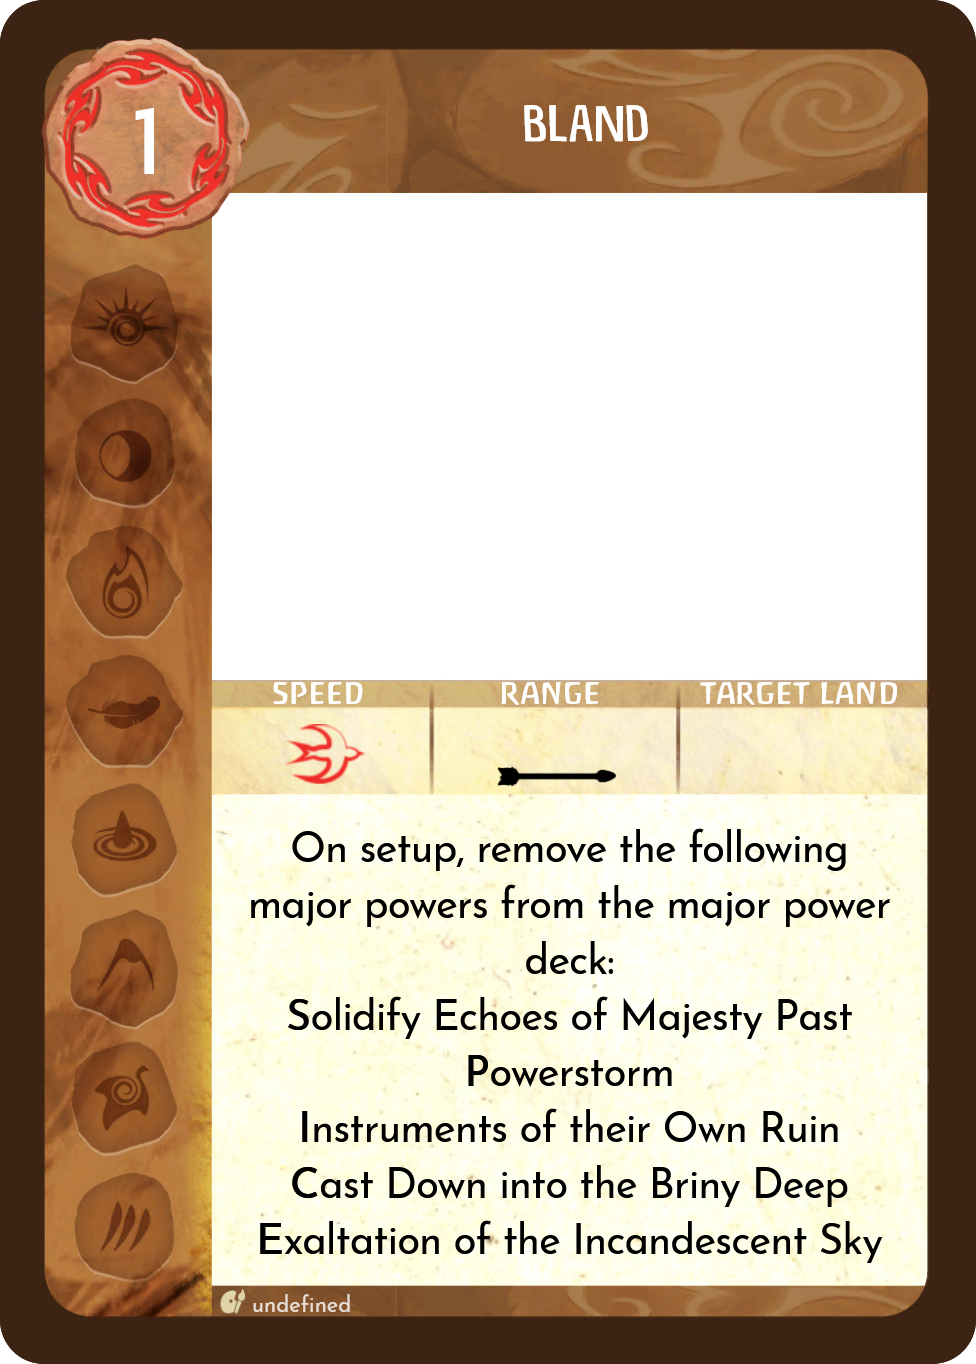 1
BLAND
SPEED
RANGE
TARGET LAND
On setup, remove the following
major powers from the major power
deck:
Solidify Echoes of Majesty Past
Powerstorm
Instruments of their Own Ruin
Cast Down into the Briny Deep
Exaltation of the Incandescent Sky
undefined